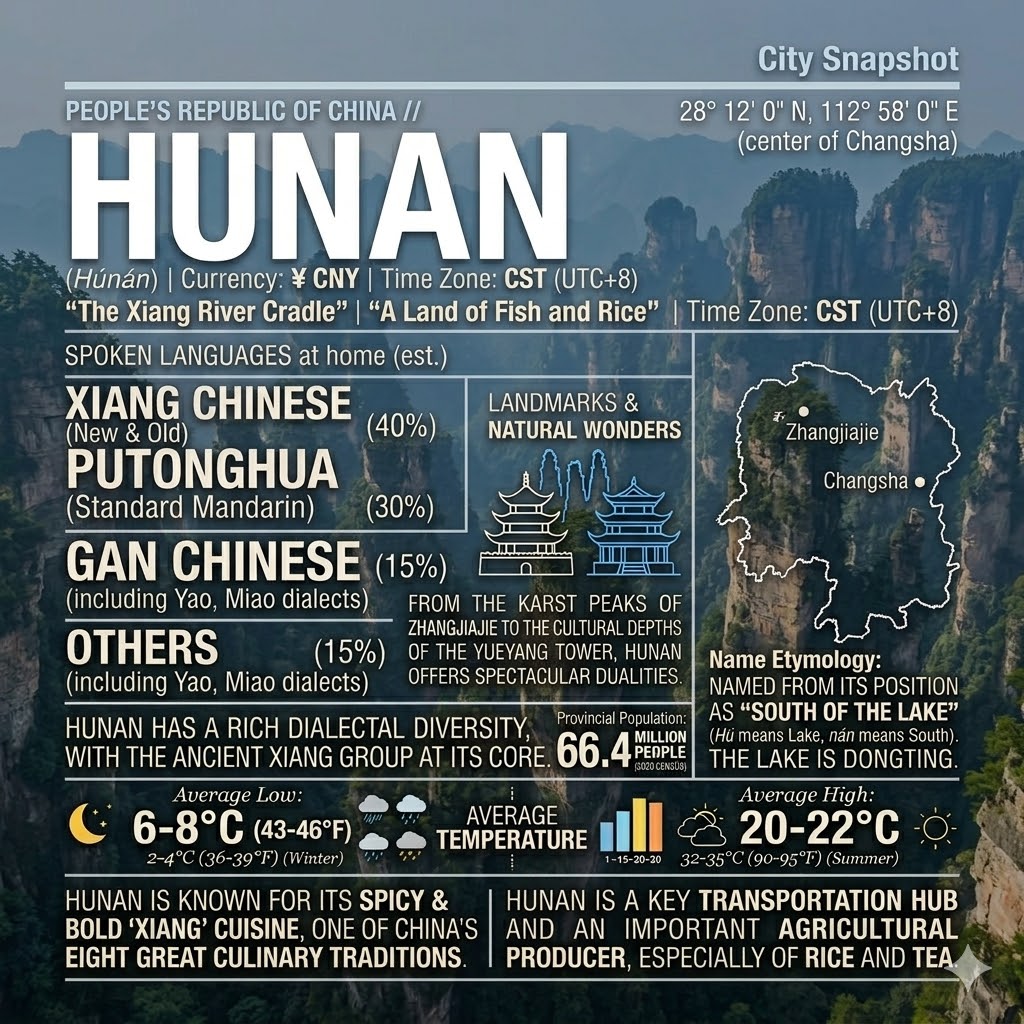 City Snapshot
PEOPLE'S REPUBLIC OF CHINA //
28° 12' 0" N, 112° 58' 0" E
(center of Changsha)
HUNAN
(Húnán) | Currency: ¥ CNY | Time Zone: CST (UTC+8)
“The Xiang River Cradle” | “A Land of Fish and Rice” | Time Zone: CST (UTC+8)
SPOKEN LANGUAGES at home (est.)
XIANG CHINESE
(New & Old)
(40%)
PUTONGHUA
(Standard Mandarin) (30%)
GAN CHINESE (15%)
(including Yao, Miao dialects)
OTHERS (15%)
(including Yao, Miao dialects)
LANDMARKS &
NATURAL WONDERS
FROM THE KARST PEAKS OF
ZHANGJIAJIE TO THE CULTURAL DEPTHS
OF THE YUEYANG TOWER, HUNAN
OFFERS SPECTACULAR DUALITIES.
Zhangjiajie
Changsha
Name Etymology:
NAMED FROM ITS POSITION
AS “SOUTH OF THE LAKE”
(Hü means Lake, nán means South).
THE LAKE IS DONGTING.
HUNAN HAS A RICH DIALECTAL DIVERSITY,
WITH THE ANCIENT XIANG GROUP AT ITS CORE.
Provincial Population:
66.4 MILLION
PEOPLE
Average Low:
6-8°C (43-46°F)
2-4°C (36-39°F) (Winter)
AVERAGE
TEMPERATURE
1-15-20-20
Average High:
20-22°C
32-35°C (90-95°F) (Summer)
HUNAN IS KNOWN FOR ITS SPICY &
BOLD ‘XIANG’ CUISINE, ONE OF CHINA'S
EIGHT GREAT CULINARY TRADITIONS.
HUNAN IS A KEY TRANSPORTATION HUB
AND AN IMPORTANT AGRICULTURAL
PRODUCER, ESPECIALLY OF RICE AND TEA.